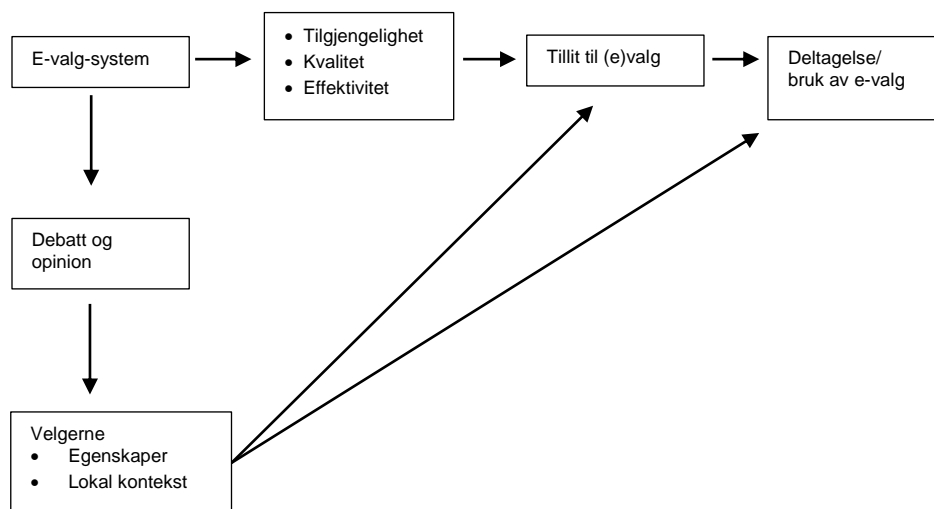 E-valg-system
• Tilgjengelighet
• Kvalitet
• Effektivitet
Tillit til (e)valg
Deltagelse/
bruk av e-valg
Debatt og
opinion
Velgerne
• Egenskaper
• Lokal kontekst